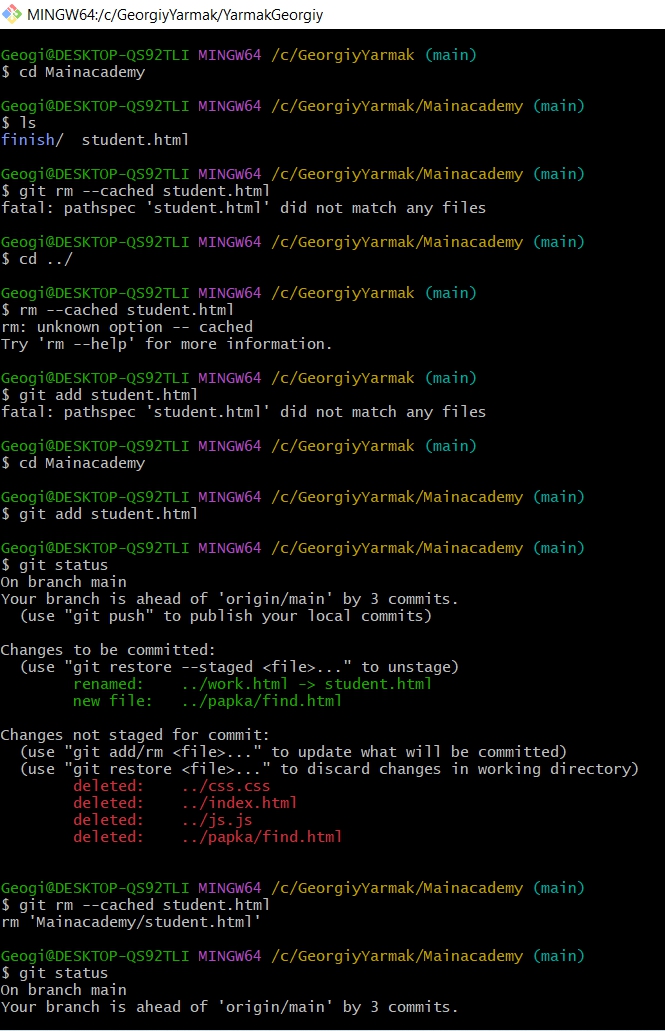 MINGW64:/c/GeorgiyYarmak/YarmakGeorgiy
Geogi@DESKTOP-QS92TLI MINGW64 /c/GeorgiyYarmak (main)
$ cd Mainacademy
Geogi@DESKTOP-QS92TLI MINGW64 /c/GeorgiyYarmak/Mainacademy (main)
$ ls
finish/  student.html
Geogi@DESKTOP-QS92TLI MINGW64 /c/GeorgiyYarmak/Mainacademy (main)
$ git rm --cached student.html
fatal: pathspec 'student.html' did not match any files
Geogi@DESKTOP-QS92TLI MINGW64 /c/GeorgiyYarmak/Mainacademy (main)
$ cd ../
Geogi@DESKTOP-QS92TLI MINGW64 /c/GeorgiyYarmak (main)
$ rm --cached student.html
rm: unknown option -- cached
Try 'rm --help' for more information.
Geogi@DESKTOP-QS92TLI MINGW64 /c/GeorgiyYarmak (main)
$ git add student.html
fatal: pathspec 'student.html' did not match any files
Geogi@DESKTOP-QS92TLI MINGW64 /c/GeorgiyYarmak (main)
$ cd Mainacademy
Geogi@DESKTOP-QS92TLI MINGW64 /c/GeorgiyYarmak/Mainacademy (main)
$ git add student.html
Geogi@DESKTOP-QS92TLI MINGW64 /c/GeorgiyYarmak/Mainacademy (main)
$ git status
On branch main
Your branch is ahead of 'origin/main' by 3 commits.
  (use "git push" to publish your local commits)
Changes to be committed:
  (use "git restore --staged <file>..." to unstage)
        renamed:    ../work.html -> student.html
        new file:   ../papka/find.html
Changes not staged for commit:
  (use "git add/rm <file>..." to update what will be committed)
  (use "git restore <file>..." to discard changes in working directory)
        deleted:    ../css.css
        deleted:    ../index.html
        deleted:    ../js.js
        deleted:    ../papka/find.html
Geogi@DESKTOP-QS92TLI MINGW64 /c/GeorgiyYarmak/Mainacademy (main)
$ git rm --cached student.html
rm 'Mainacademy/student.html'
Geogi@DESKTOP-QS92TLI MINGW64 /c/GeorgiyYarmak/Mainacademy (main)
$ git status
On branch main
Your branch is ahead of 'origin/main' by 3 commits.